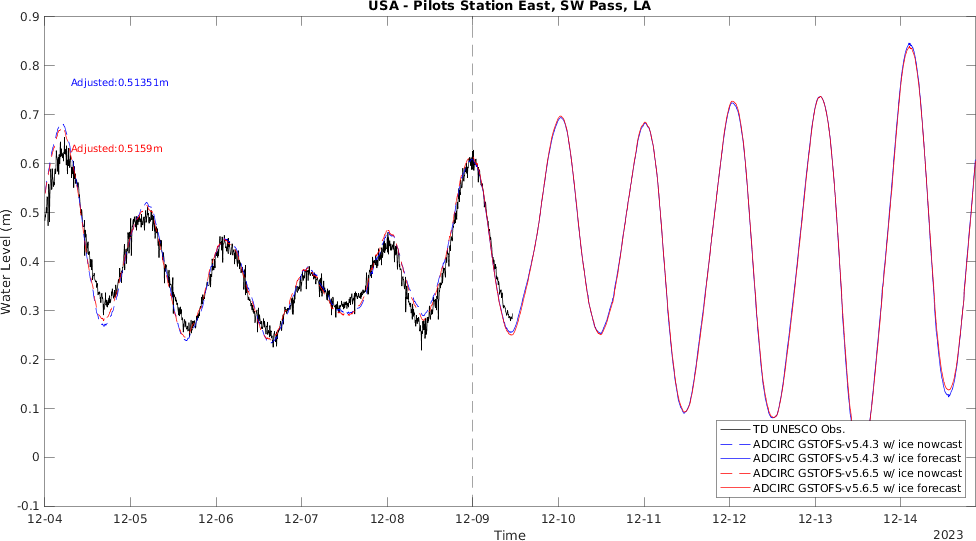 USA - Pilots Station East, SW Pass, LA
0.9
0.8
0.7
0.6
0.5
0.4
0.3
0.2
0.1
0
-0.1
Water Level (m)
Adjusted:0.51351m
Adjusted:0.5159m
TD UNESCO Obs.
ADCIRC GSTOFS-v5.4.3 w/ ice nowcast
ADCIRC GSTOFS-v5.4.3 w/ ice forecast
ADCIRC GSTOFS-v5.6.5 w/ ice nowcast
ADCIRC GSTOFS-v5.6.5 w/ ice forecast
12-04 12-05 12-06 12-07 12-08 12-09 12-10 12-11 12-12 12-13 12-14
Time
2023